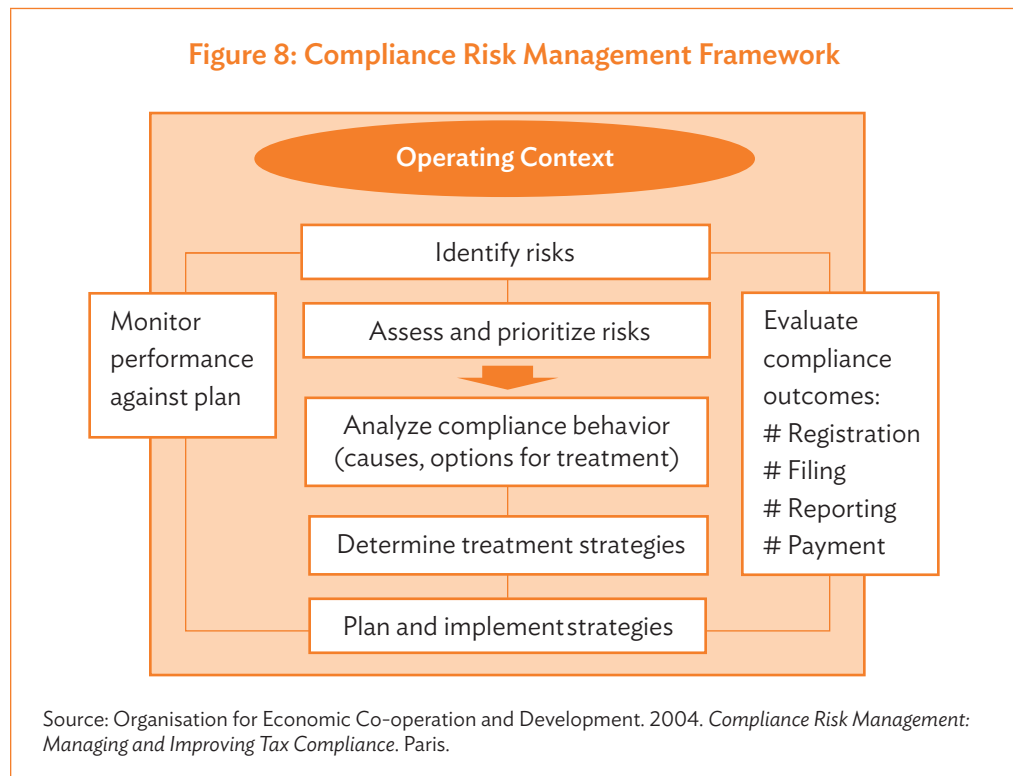 Figure 8: Compliance Risk Management Framework
Operating Context
Identify risks
Assess and prioritize risks
Analyze compliance behavior
(causes, options for treatment)
Determine treatment strategies
Plan and implement strategies
Monitor
performance
against plan
Evaluate
compliance
outcomes:
# Registration
# Filing
# Reporting
# Payment
Source: Organisation for Economic Co-operation and Development. 2004. Compliance Risk Management:
Managing and Improving Tax Compliance. Paris.